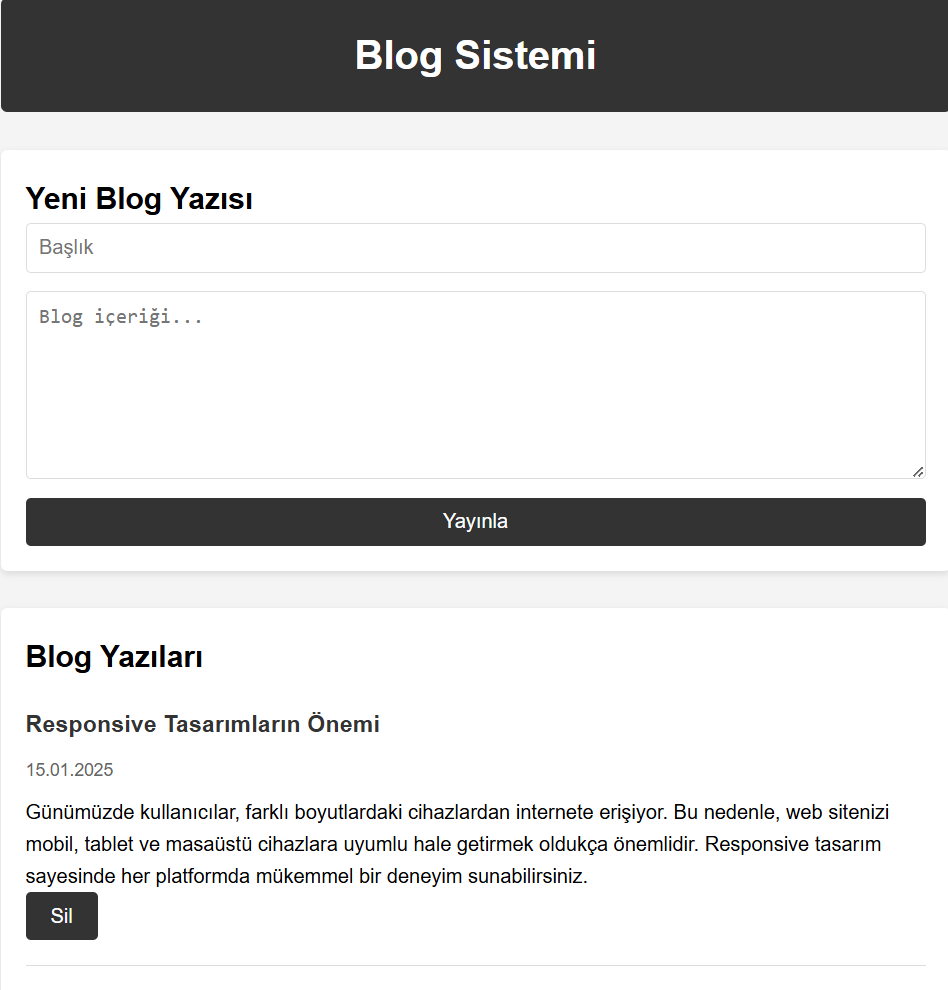 Blog Sistemi
Yeni Blog Yazısı
Başlık
Blog içeriği...
Yayınla
Blog Yazıları
Responsive Tasarımların Önemi
15.01.2025
Günümüzde kullanıcılar, farklı boyutlardaki cihazlardan internete erişiyor. Bu nedenle, web sitenizi
mobil, tablet ve masaüstü cihazlara uyumlu hale getirmek oldukça önemlidir. Responsive tasarım
sayesinde her platformda mükemmel bir deneyim sunabilirsiniz.
Sil